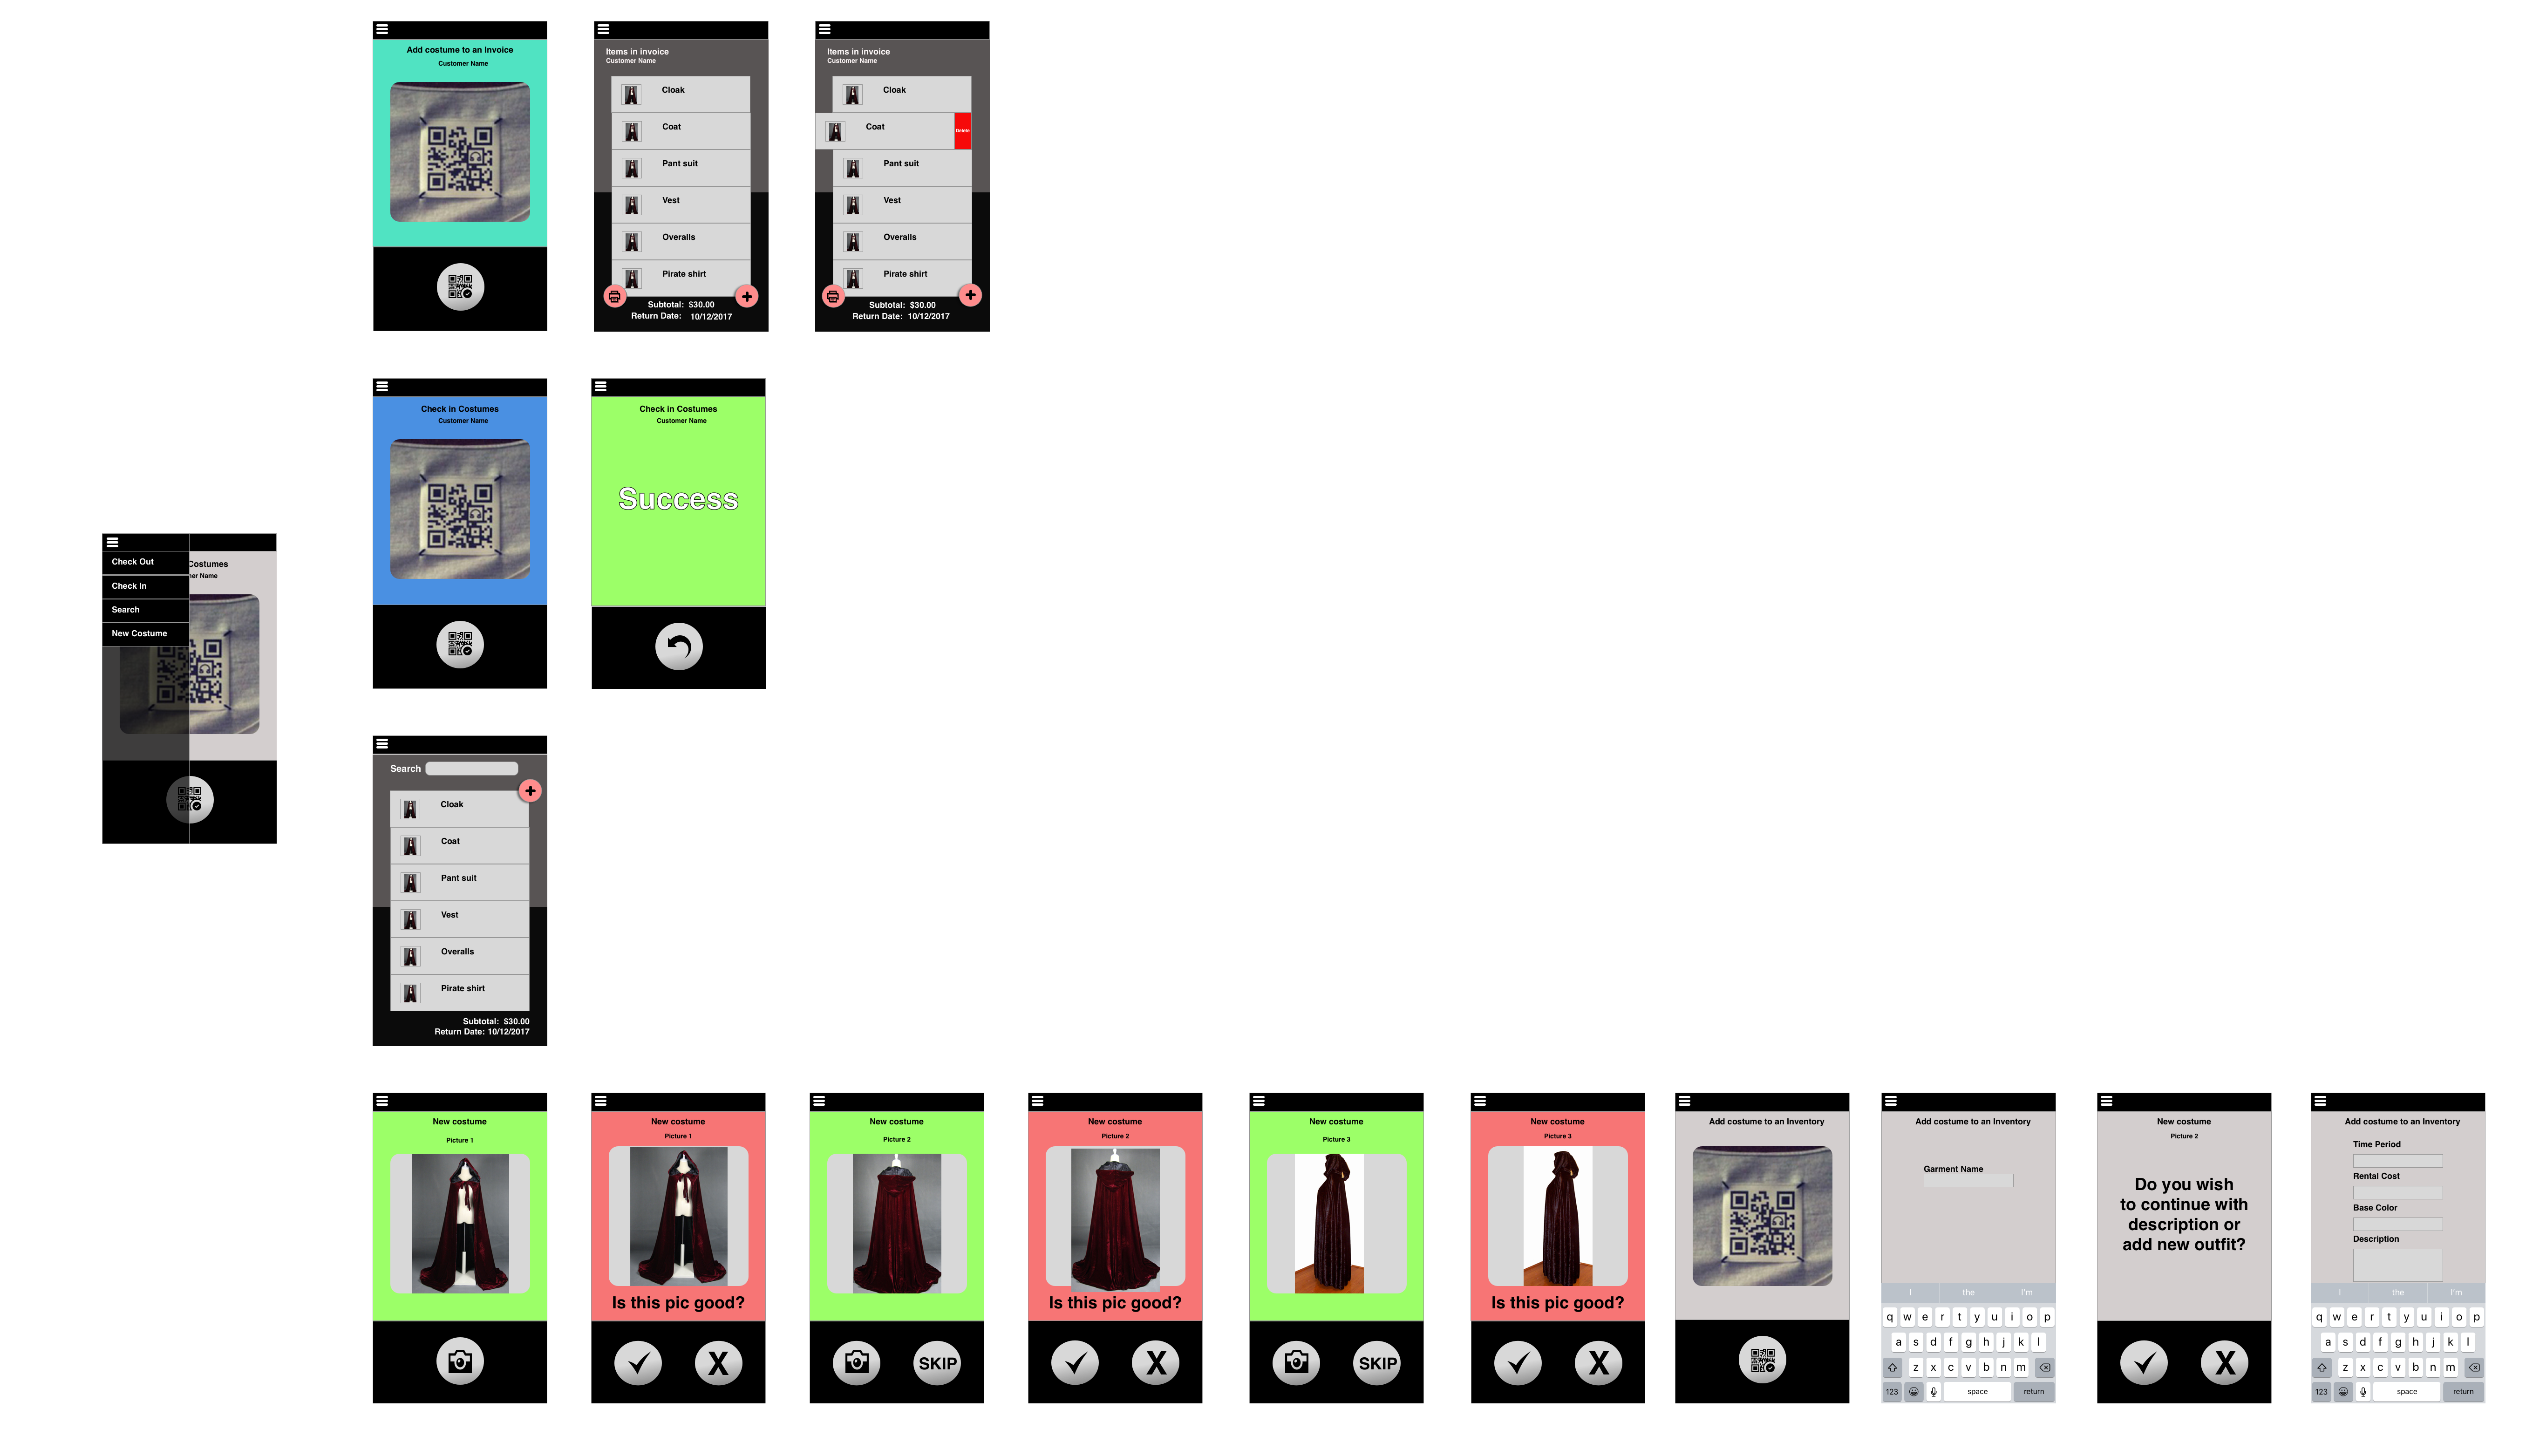 Add costume to an Invoice
Customer Name
Items in invoice
Customer Name
Cloak
Coat
Pant suit
Vest
Overalls
Pirate shirt
Subtotal: $30.00
Return Date: 10/12/2017
Items in invoice
Customer Name
Cloak
Coat
Delete
Pant suit
Vest
Overalls
Pirate shirt
Subtotal: $30.00
Return Date: 10/12/2017
Check in Costumes
Customer Name
Check in Costumes
Customer Name
Success
Check Out
Check In
Search
New Costume
Costumes
Name
Search
Cloak
Coat
Pant suit
Vest
Overalls
Pirate shirt
Subtotal: $30.00
Return Date: 10/12/2017
New costume
Picture 1
New costume
Picture 1
Is this pic good?
X
New costume
Picture 2
SKIP
New costume
Picture 2
Is this pic good?
X
New costume
Picture 3
SKIP
New costume
Picture 3
Is this pic good?
X
Add costume to an Inventory
Add costume to an Inventory
Garment Name
I the I'm
q w e r t y u i o p
a s d f g h j k l
z x c v b n m
123 space return
New costume
Picture 2
Do you wish
to continue with
description or
add new outfit?
X
Add costume to an Inventory
Time Period
Rental Cost
Base Color
Description
I the I'm
q w e r t y u i o p
a s d f g h j k l
z x c v b n m
123 space return